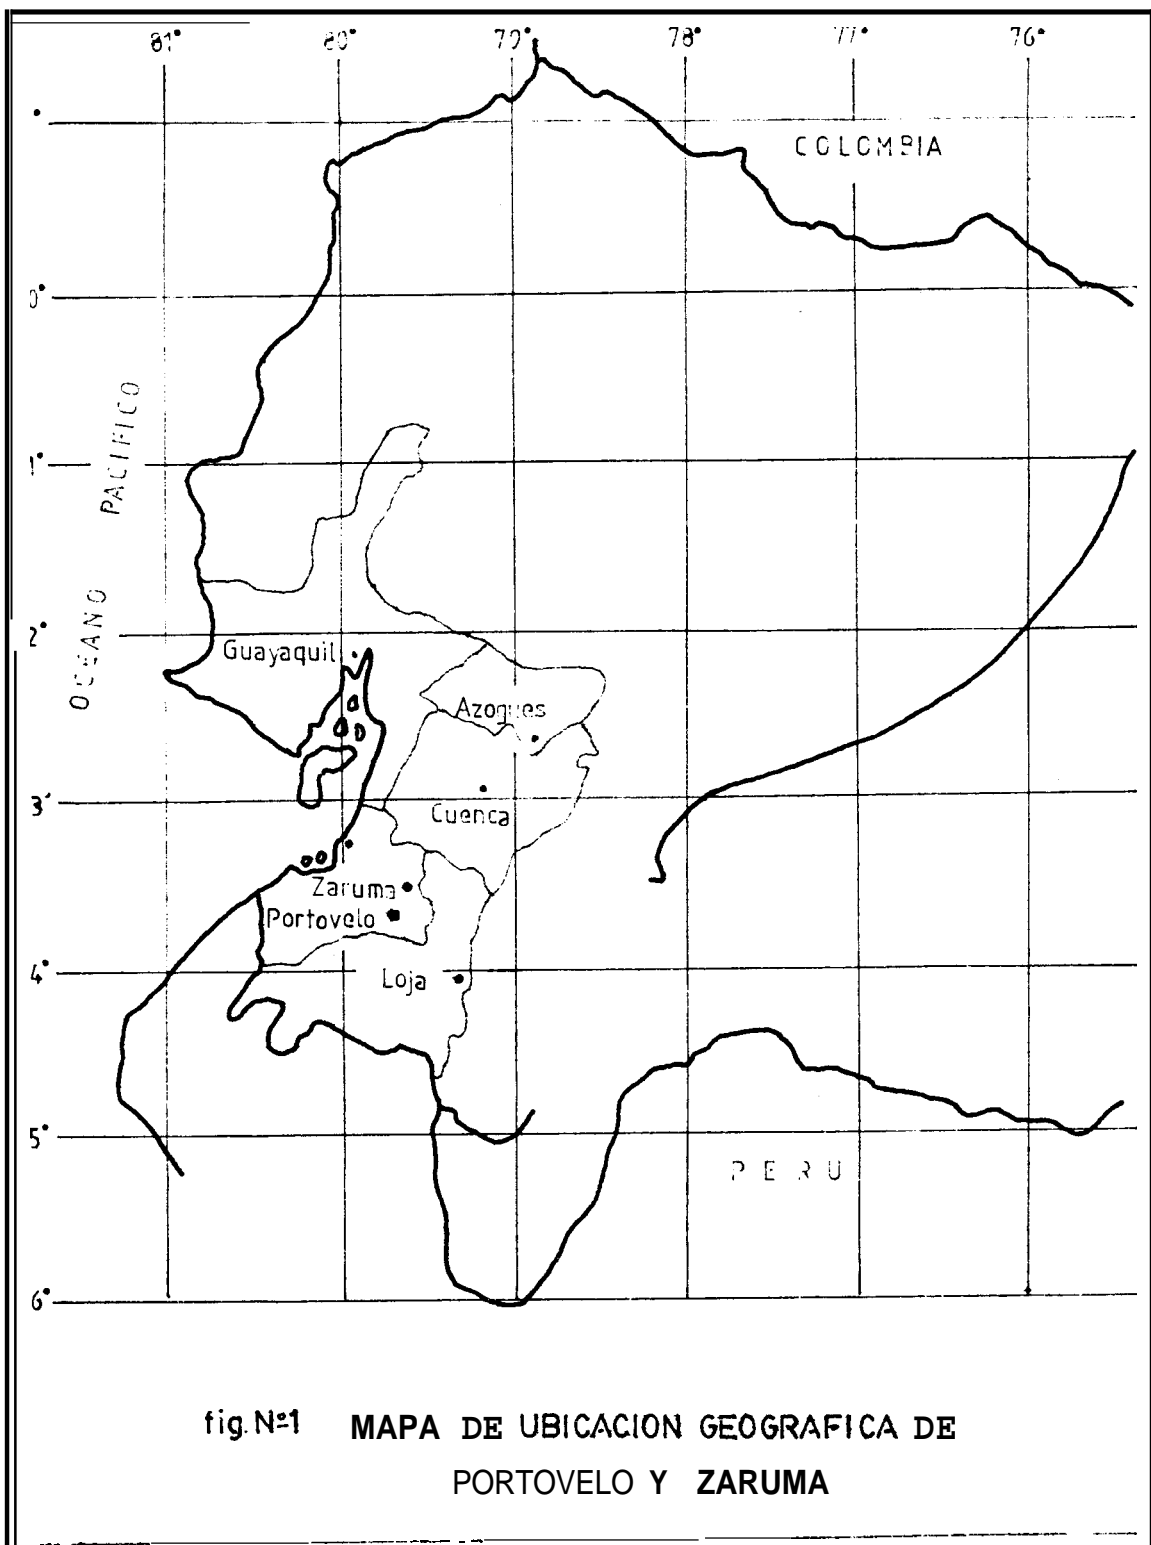 81° 80° 79° 78° 77° 76°
COLOMBIA
0°
OCEANO PACIFICO
1°
2°
Guayaquil
Azogues
3°
Cuenca
Zaruma
Portovelo
4°
Loja
5°
PERU
6°
fig. Nº1 MAPA DE UBICACION GEOGRAFICA DE
PORTOVELO Y ZARUMA